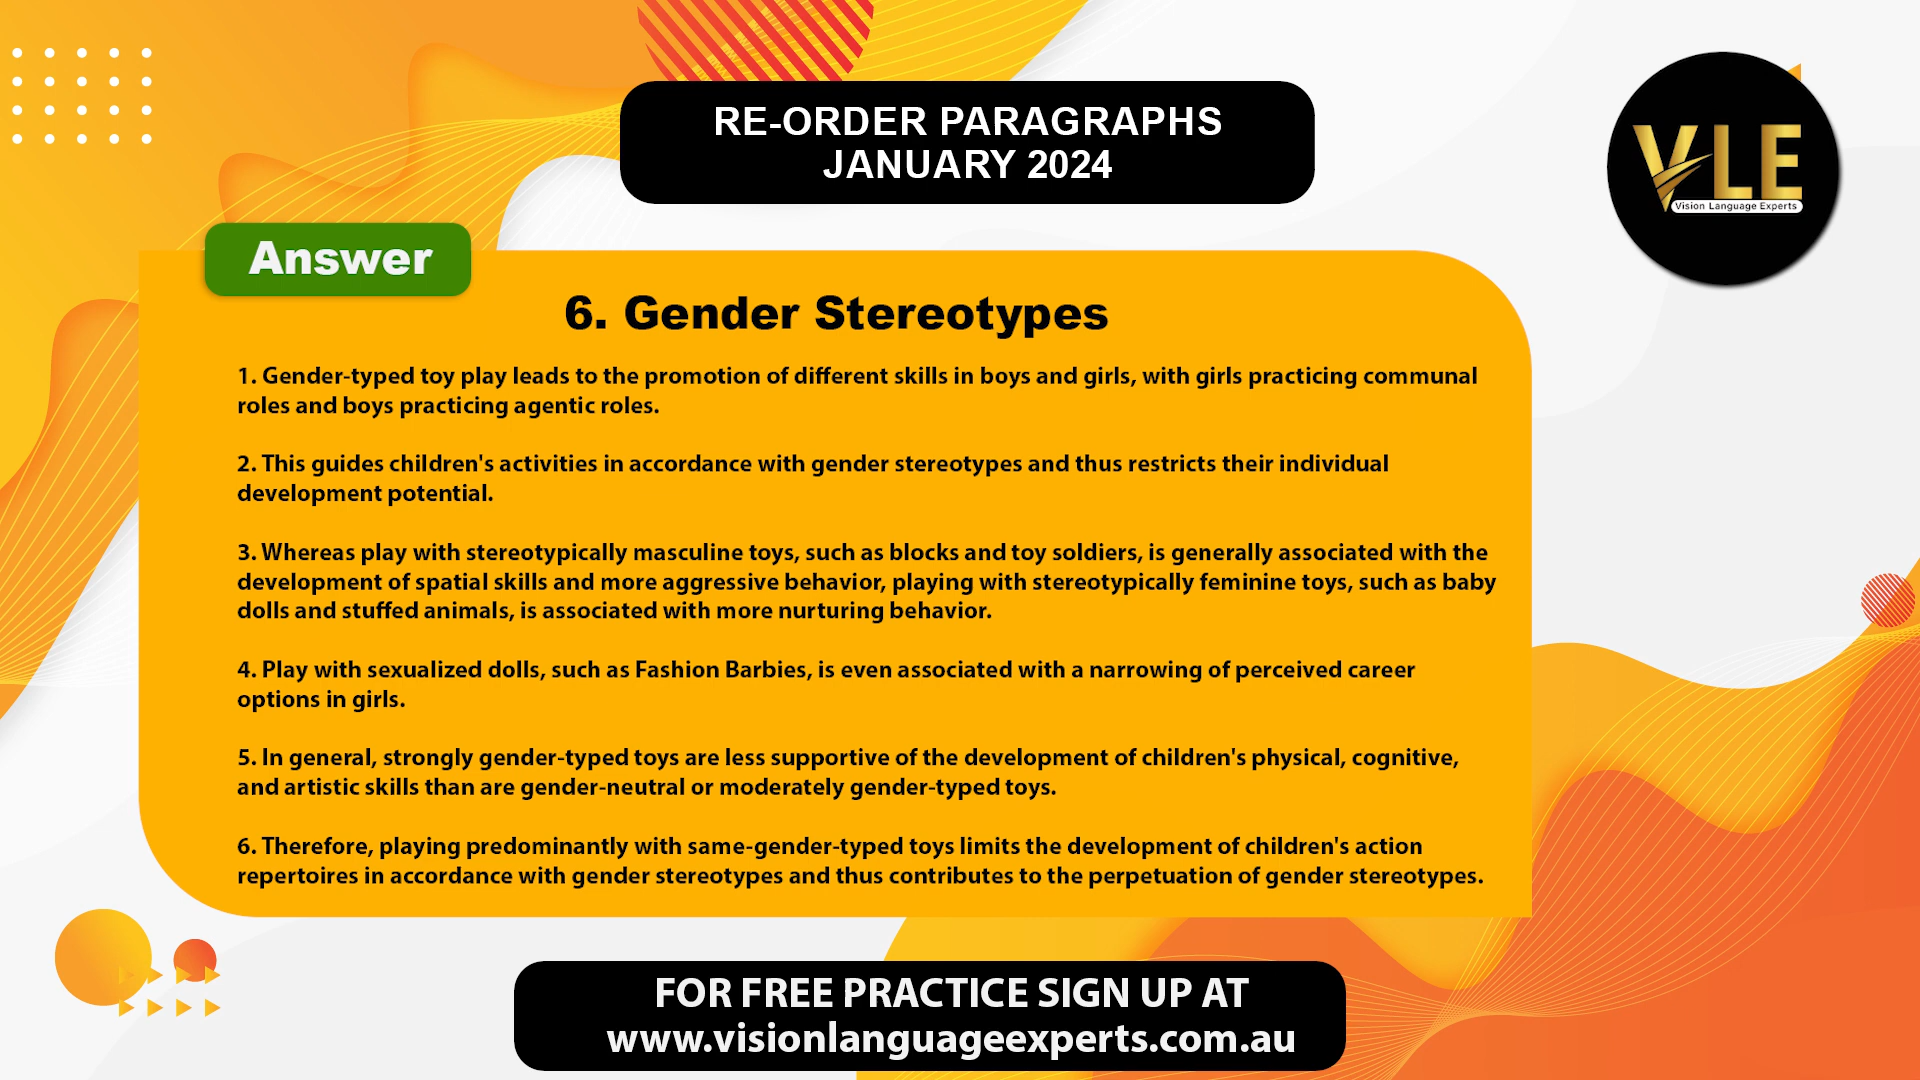 RE-ORDER PARAGRAPHS
JANUARY 2024
VLE
Vision Language Experts
Answer
6. Gender Stereotypes
1. Gender-typed toy play leads to the promotion of different skills in boys and girls, with girls practicing communal
roles and boys practicing agentic roles.
2. This guides children's activities in accordance with gender stereotypes and thus restricts their individual
development potential.
3. Whereas play with stereotypically masculine toys, such as blocks and toy soldiers, is generally associated with the
development of spatial skills and more aggressive behavior, playing with stereotypically feminine toys, such as baby
dolls and stuffed animals, is associated with more nurturing behavior.
4. Play with sexualized dolls, such as Fashion Barbies, is even associated with a narrowing of perceived career
options in girls.
5. In general, strongly gender-typed toys are less supportive of the development of children's physical, cognitive,
and artistic skills than are gender-neutral or moderately gender-typed toys.
6. Therefore, playing predominantly with same-gender-typed toys limits the development of children's action
repertoires in accordance with gender stereotypes and thus contributes to the perpetuation of gender stereotypes.
FOR FREE PRACTICE SIGN UP AT
www.visionlanguageexperts.com.au